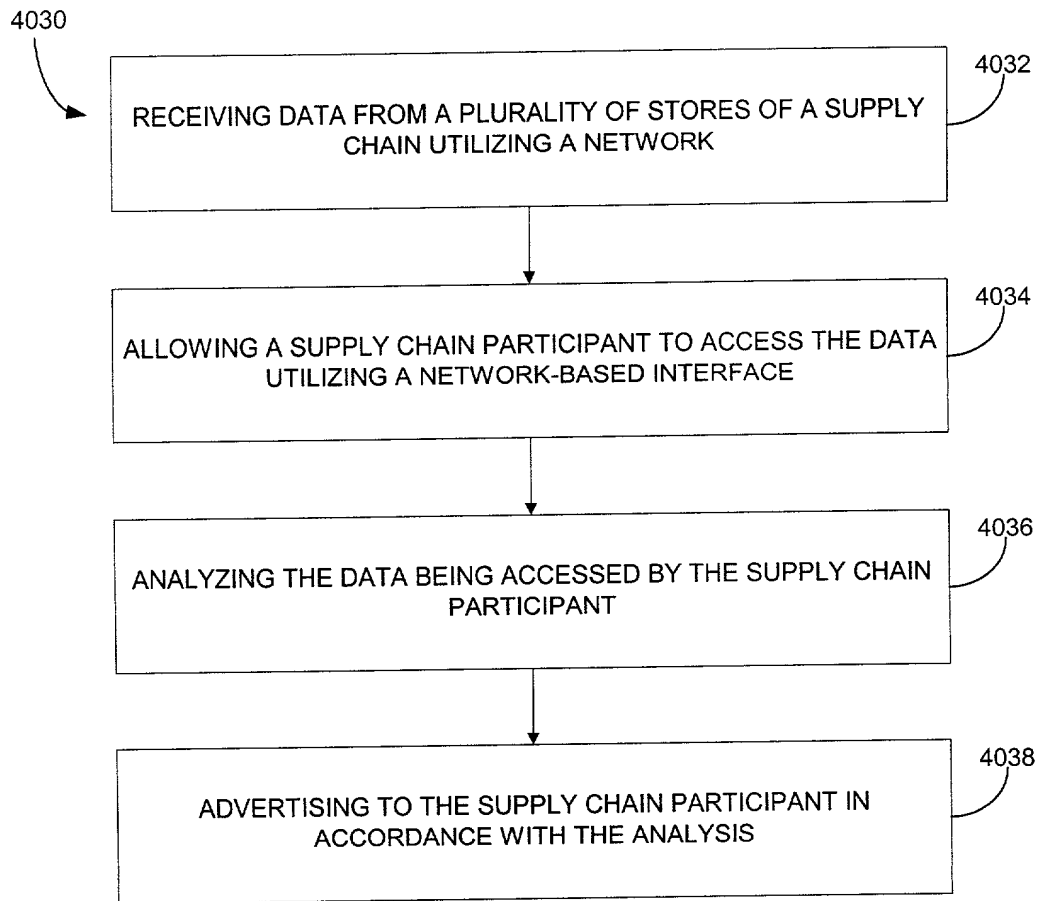 4030
4032
RECEIVING DATA FROM A PLURALITY OF STORES OF A SUPPLY
CHAIN UTILIZING A NETWORK
4034
ALLOWING A SUPPLY CHAIN PARTICIPANT TO ACCESS THE DATA
UTILIZING A NETWORK-BASED INTERFACE
4036
ANALYZING THE DATA BEING ACCESSED BY THE SUPPLY CHAIN
PARTICIPANT
4038
ADVERTISING TO THE SUPPLY CHAIN PARTICIPANT IN
ACCORDANCE WITH THE ANALYSIS